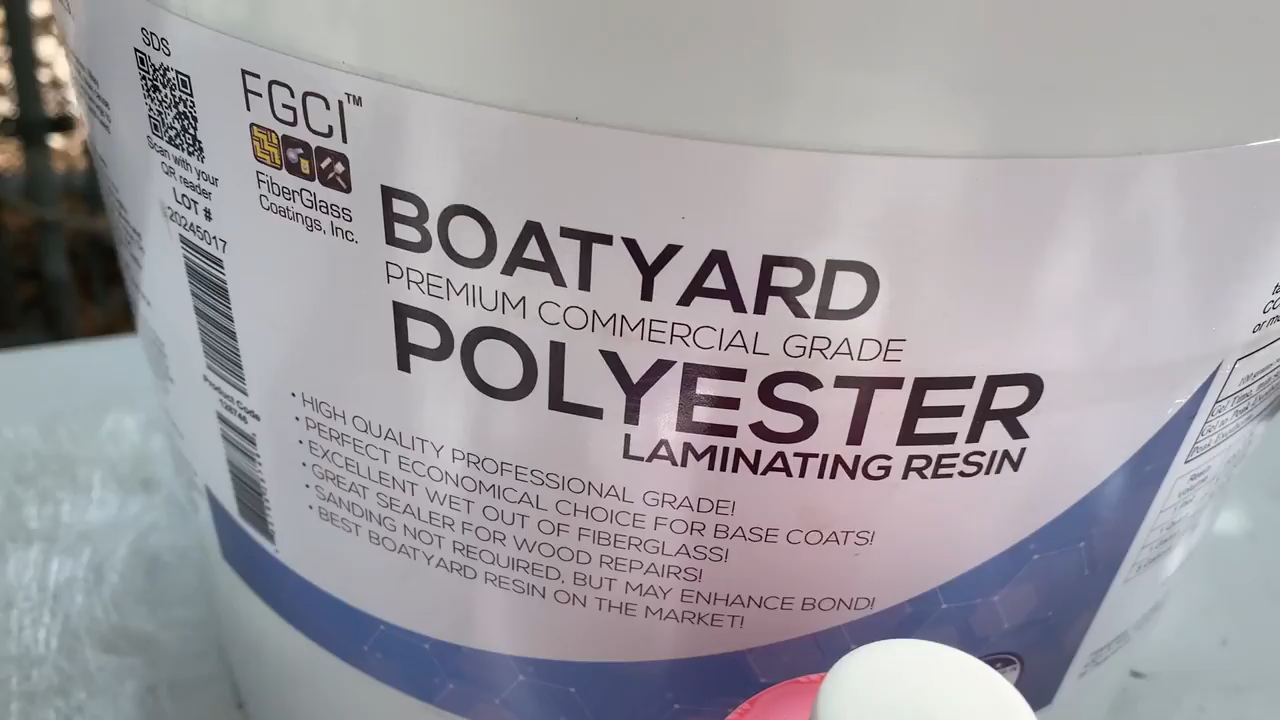 SDS
Scan with your
QR reader
LOT #
20245017
Product Code
FGCI™
FiberGlass
Coatings, Inc.
BOATYARD
PREMIUM COMMERCIAL GRADE
POLYESTER
LAMINATING RESIN
• HIGH QUALITY PROFESSIONAL GRADE!
• PERFECT ECONOMICAL CHOICE FOR BASE COATS!
• EXCELLENT WET OUT OF FIBERGLASS!
• GREAT SEALER FOR WOOD REPAIRS!
• SANDING NOT REQUIRED, BUT MAY ENHANCE BOND!
• BEST BOATYARD RESIN ON THE MARKET!